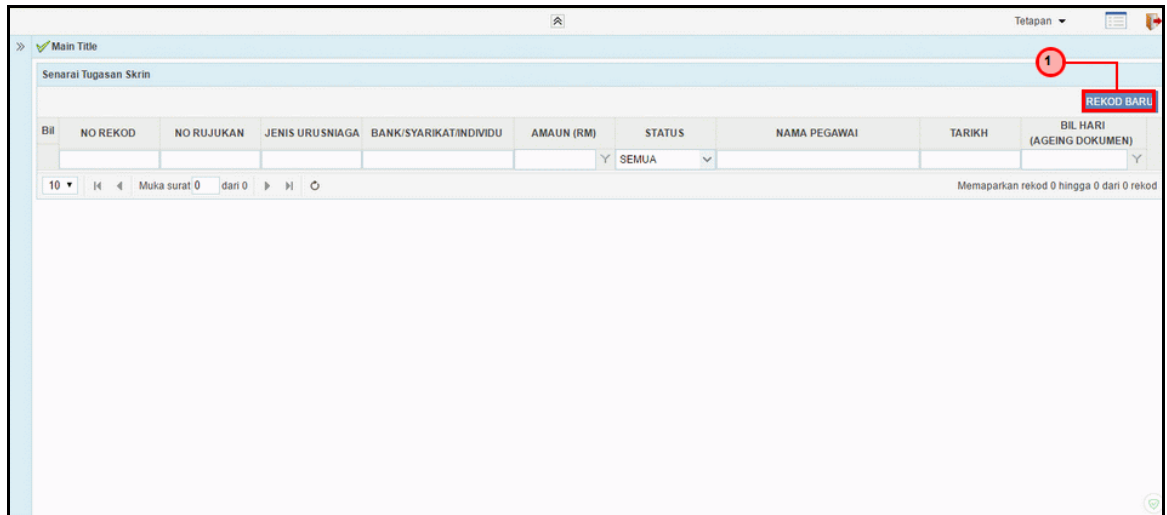 Tetapan
Main Title
1
Senarai Tugasan Skrin
REKOD BARU
Bil NO REKOD NO RUJUKAN JENIS URUSNIAGA BANK/SYARIKAT/INDIVIDU AMAUN (RM) STATUS NAMA PEGAWAI TARIKH BIL HARI
(AGEING DOKUMEN)
SEMUA
10 Muka surat 0 dari 0 Memaparkan rekod 0 hingga 0 dari 0 rekod